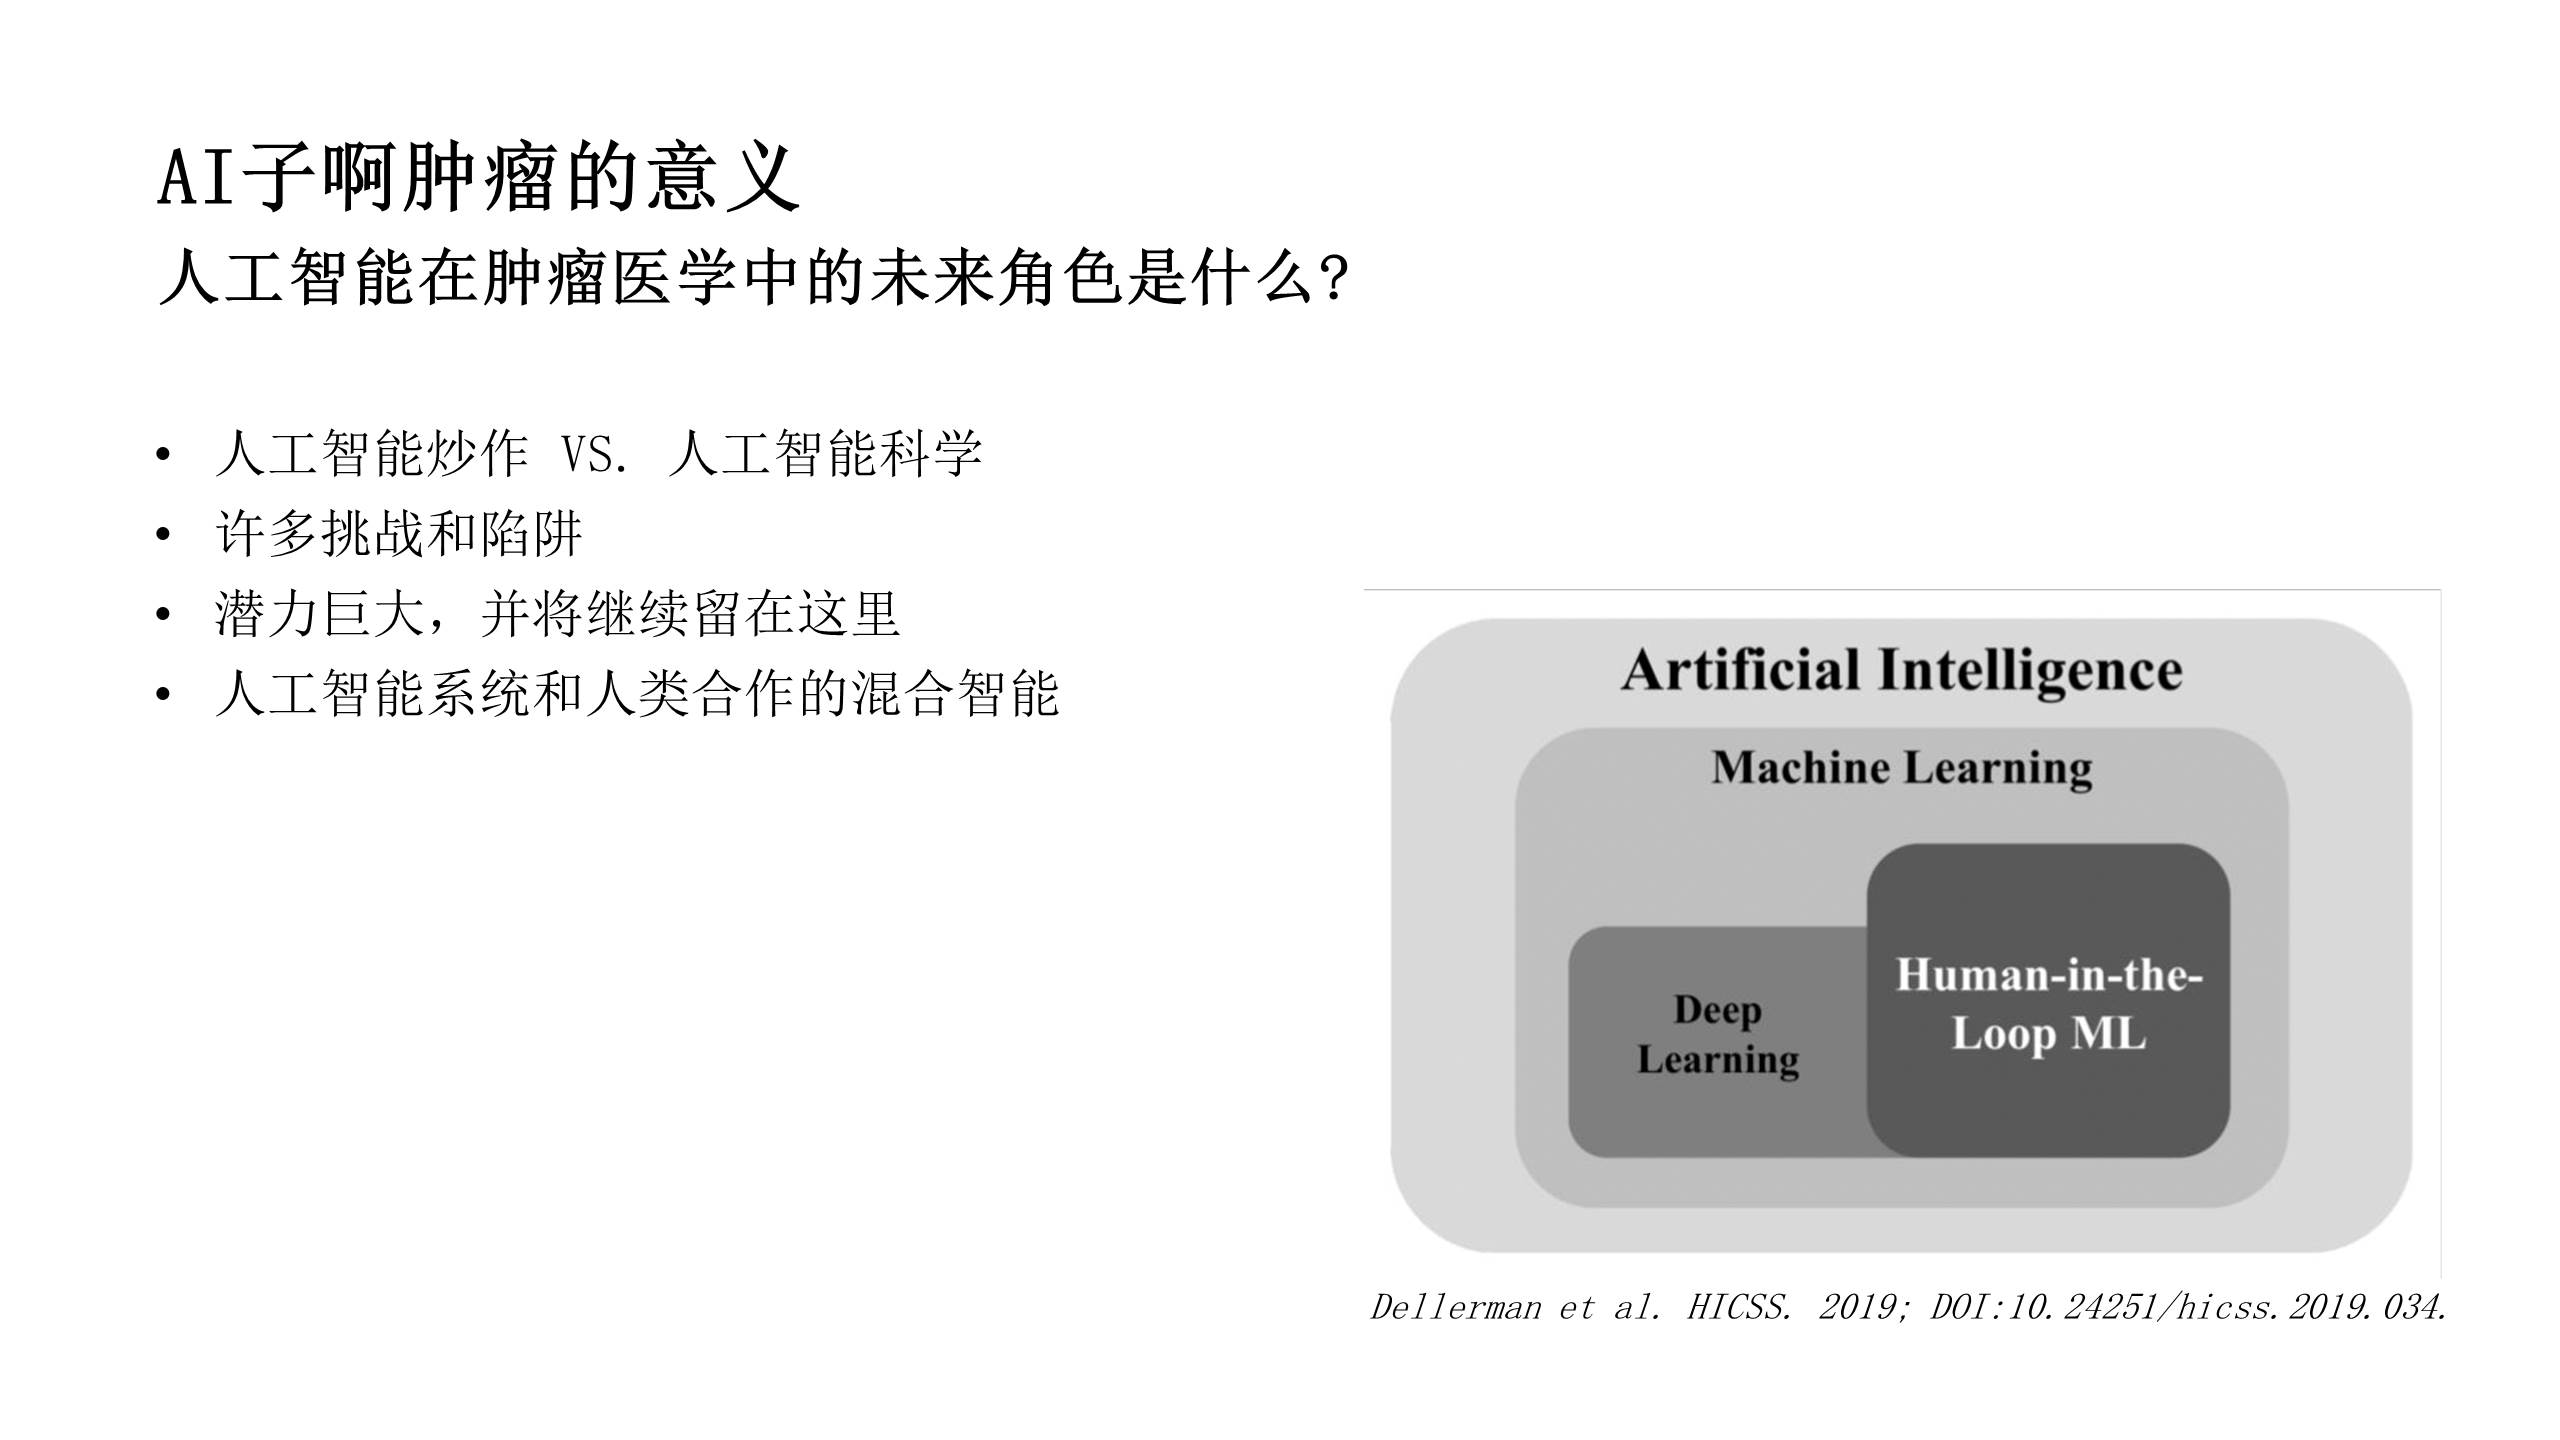 AI子啊肿瘤的意义
人工智能在肿瘤医学中的未来角色是什么?
• 人工智能炒作 VS. 人工智能科学
• 许多挑战和陷阱
• 潜力巨大，并将继续留在这里
• 人工智能系统和人类合作的混合智能
Artificial Intelligence
Machine Learning
Deep
Learning
Human-in-the-
Loop ML
Dellerman et al. HICSS. 2019; DOI:10.24251/hicss.2019.034.